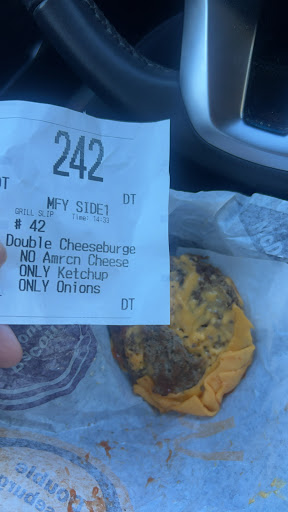 242
DT
DT
MFY SIDE1
GRILL SLIP
Time: 14:33
# 42
Double Cheeseburge
NO Amrcn Cheese
ONLY Ketchup
ONLY Onions
DT